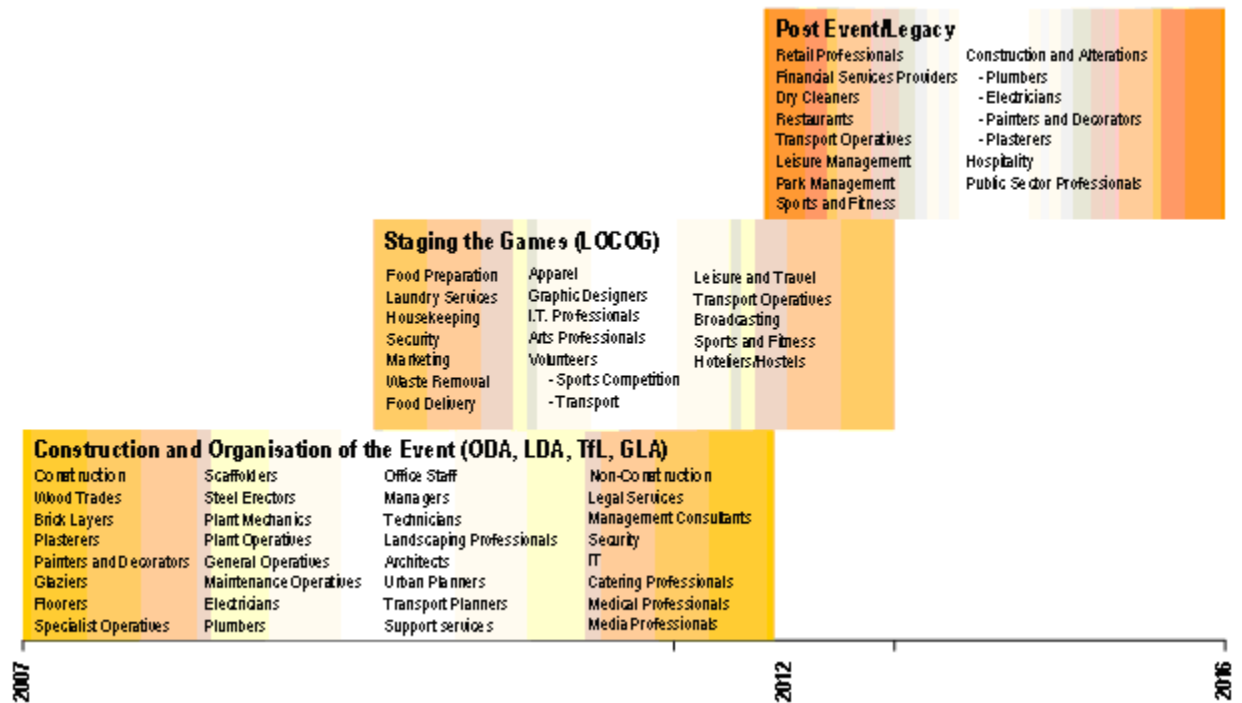 Post Event/Legacy
Retail Professionals
Financial Services Providers
Dry Cleaners
Restaurants
Transport Operatives
Leisure Management
Park Management
Sports and Fitness
Construction and Alterations
- Plumbers
- Electricians
- Painters and Decorators
- Plasterers
Hospitality
Public Sector Professionals
Staging the Games (LOCOG)
Food Preparation
Laundry Services
Housekeeping
Security
Marketing
Waste Removal
Food Delivery
Apparel
Graphic Designers
I.T. Professionals
Arts Professionals
Volunteers
- Sports Competition
- Transport
Leisure and Travel
Transport Operatives
Broadcasting
Sports and Fitness
Hoteliers/Hostels
Construction and Organisation of the Event (ODA, LDA, TfL, GLA)
Construction
Wood Trades
Brick Layers
Plasterers
Painters and Decorators
Glaziers
Floorers
Specialist Operatives
Scaffolders
Steel Erectors
Plant Mechanics
Plant Operatives
General Operatives
Maintenance Operatives
Electricians
Plumbers
Office Staff
Managers
Technicians
Landscaping Professionals
Architects
Urban Planners
Transport Planners
Support services
Non-Construction
Legal Services
Management Consultants
Security
IT
Catering Professionals
Medical Professionals
Media Professionals
2007
2012
2016